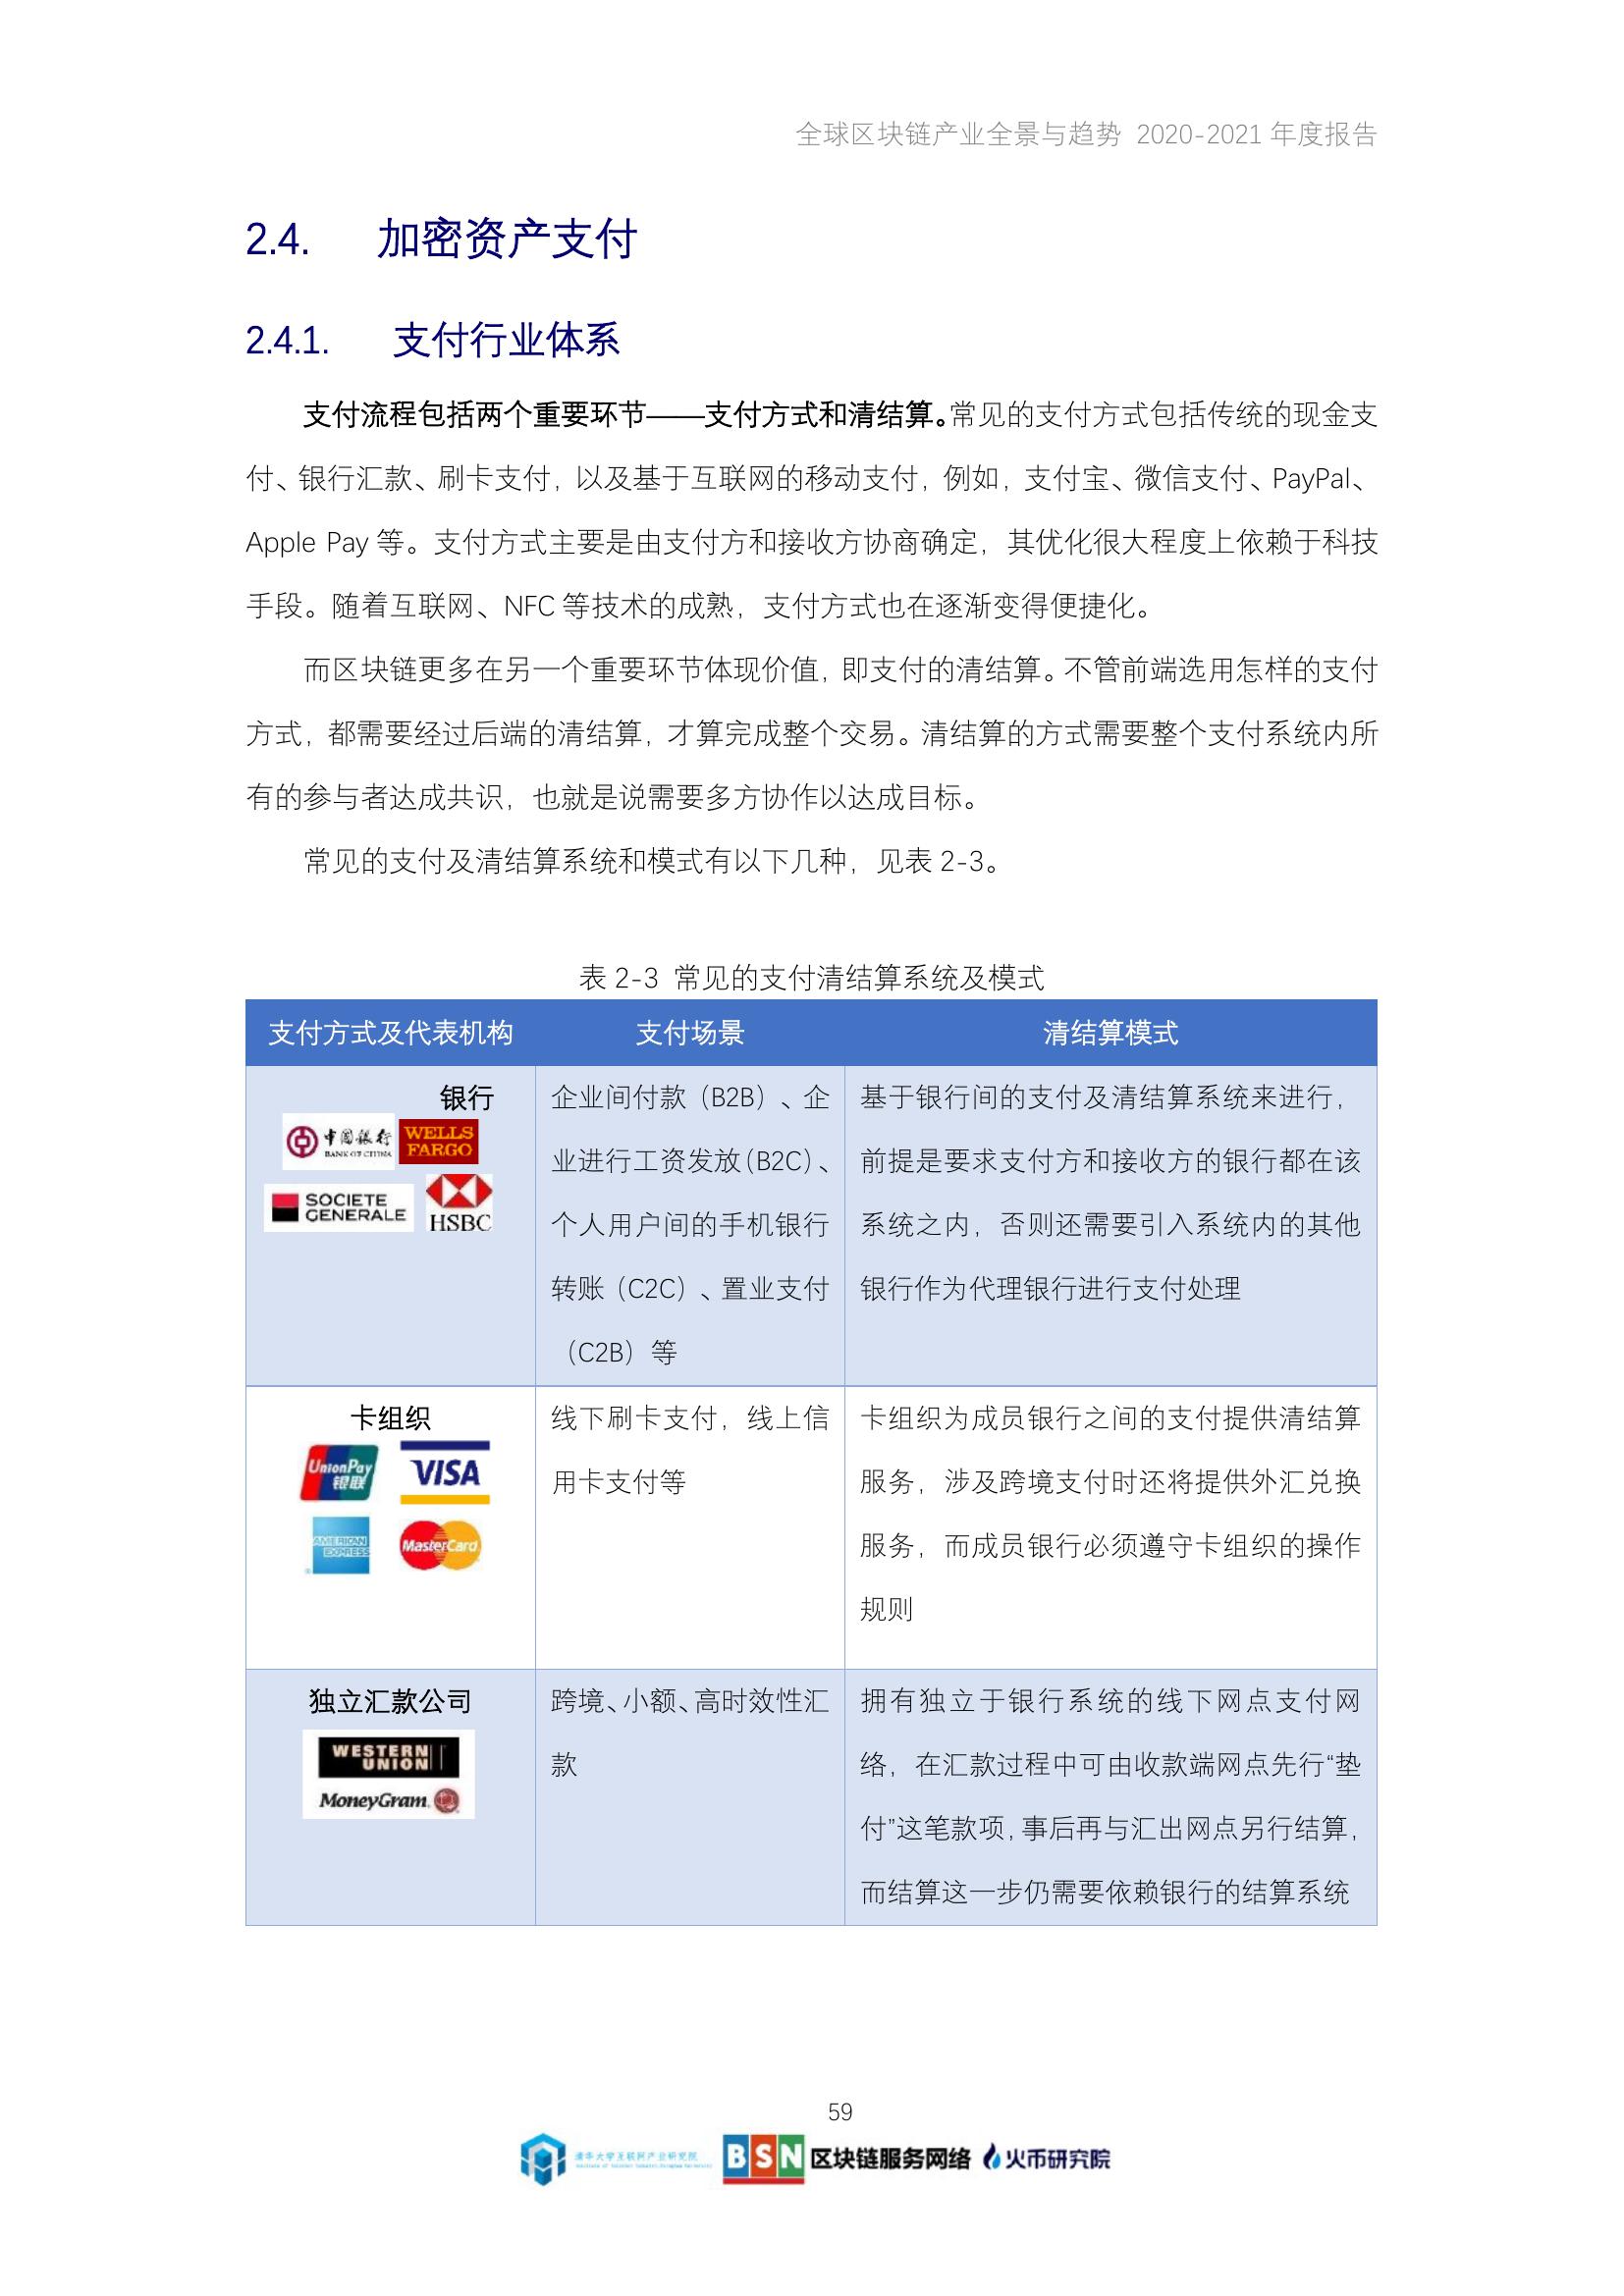 全球区块链产业全景与趋势 2020-2021 年度报告
2.4. 加密资产支付
2.4.1. 支付行业体系
支付流程包括两个重要环节——支付方式和清结算。常见的支付方式包括传统的现金支
付、银行汇款、刷卡支付，以及基于互联网的移动支付，例如，支付宝、微信支付、PayPal、
Apple Pay 等。支付方式主要是由支付方和接收方协商确定，其优化很大程度上依赖于科技
手段。随着互联网、NFC 等技术的成熟，支付方式也在逐渐变得便捷化。
而区块链更多在另一个重要环节体现价值，即支付的清结算。不管前端选用怎样的支付
方式，都需要经过后端的清结算，才算完成整个交易。清结算的方式需要整个支付系统内所
有的参与者达成共识，也就是说需要多方协作以达成目标。
常见的支付及清结算系统和模式有以下几种，见表 2-3。
表 2-3 常见的支付清结算系统及模式
支付方式及代表机构 支付场景 清结算模式
银行
中国银行
BANK OF CHINA
WELLS
FARGO
SOCIETE
GENERALE
HSBC
企业间付款（B2B）、企
业进行工资发放（B2C）、
个人用户间的手机银行
转账（C2C）、置业支付
（C2B）等
基于银行间的支付及清结算系统来进行，
前提是要求支付方和接收方的银行都在该
系统之内，否则还需要引入系统内的其他
银行作为代理银行进行支付处理
卡组织
UnionPay
银联
VISA
AMERICAN
EXPRESS
MasterCard
线下刷卡支付，线上信
用卡支付等
卡组织为成员银行之间的支付提供清结算
服务，涉及跨境支付时还将提供外汇兑换
服务，而成员银行必须遵守卡组织的操作
规则
独立汇款公司
WESTERN
UNION
MoneyGram
跨境、小额、高时效性汇
款
拥有独立于银行系统的线下网点支付网
络，在汇款过程中可由收款端网点先行“垫
付”这笔款项，事后再与汇出网点另行结算，
而结算这一步仍需要依赖银行的结算系统
59
清华大学互联网产业研究院
BSN 区块链服务网络
火币研究院